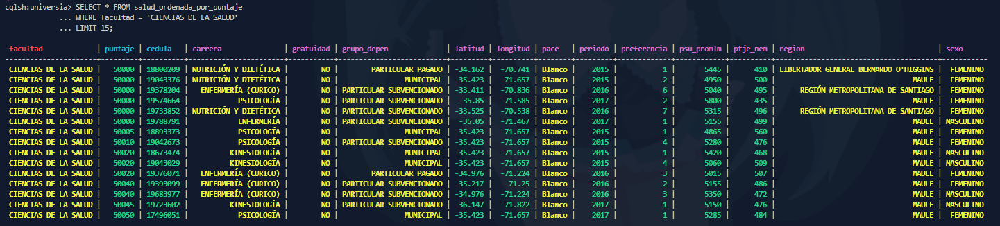 cqlsh:universia> SELECT * FROM salud_ordenada_por_puntaje
... WHERE facultad = 'CIENCIAS DE LA SALUD'
... LIMIT 15;
facultad | puntaje | cedula | carrera | gratuidad | grupo_depen | latitud | longitud | pace | periodo | preferencia | psu_promlm | ptje_nem | region | sexo
CIENCIAS DE LA SALUD | 50000 | 18800209 | NUTRICIÓN Y DIETÉTICA | NO | PARTICULAR PAGADO | -34.162 | -70.741 | Blanco | 2015 | 1 | 5445 | 410 | LIBERTADOR GENERAL BERNARDO O'HIGGINS | FEMENINO
CIENCIAS DE LA SALUD | 50000 | 19043376 | NUTRICIÓN Y DIETÉTICA | NO | MUNICIPAL | -35.423 | -71.657 | Blanco | 2015 | 2 | 4950 | 500 | MAULE | FEMENINO
CIENCIAS DE LA SALUD | 50000 | 19378204 | ENFERMERÍA (CURICO) | NO | PARTICULAR SUBVENCIONADO | -33.411 | -70.836 | Blanco | 2016 | 6 | 5040 | 495 | REGIÓN METROPOLITANA DE SANTIAGO | FEMENINO
CIENCIAS DE LA SALUD | 50000 | 19574664 | PSICOLOGÍA | NO | PARTICULAR SUBVENCIONADO | -35.85 | -71.585 | Blanco | 2017 | 2 | 5800 | 435 | MAULE | FEMENINO
CIENCIAS DE LA SALUD | 50000 | 19733852 | NUTRICIÓN Y DIETÉTICA | NO | PARTICULAR SUBVENCIONADO | -33.525 | -70.538 | Blanco | 2016 | 7 | 5315 | 496 | REGIÓN METROPOLITANA DE SANTIAGO | FEMENINO
CIENCIAS DE LA SALUD | 50000 | 19788791 | ENFERMERÍA | NO | PARTICULAR SUBVENCIONADO | -35.05 | -71.467 | Blanco | 2017 | 1 | 5155 | 499 | MAULE | MASCULINO
CIENCIAS DE LA SALUD | 50005 | 18893373 | PSICOLOGÍA | NO | MUNICIPAL | -35.423 | -71.657 | Blanco | 2015 | 1 | 4865 | 560 | MAULE | FEMENINO
CIENCIAS DE LA SALUD | 50010 | 19042673 | PSICOLOGÍA | NO | PARTICULAR SUBVENCIONADO | -35.423 | -71.657 | Blanco | 2015 | 4 | 5280 | 476 | MAULE | FEMENINO
CIENCIAS DE LA SALUD | 50020 | 18673474 | KINESIOLOGÍA | NO | MUNICIPAL | -35.423 | -71.657 | Blanco | 2015 | 1 | 5420 | 468 | MAULE | MASCULINO
CIENCIAS DE LA SALUD | 50020 | 19043029 | KINESIOLOGÍA | NO | MUNICIPAL | -35.423 | -71.657 | Blanco | 2015 | 4 | 5060 | 509 | MAULE | MASCULINO
CIENCIAS DE LA SALUD | 50020 | 19376071 | ENFERMERÍA (CURICO) | NO | PARTICULAR PAGADO | -34.976 | -71.224 | Blanco | 2016 | 3 | 5015 | 507 | MAULE | FEMENINO
CIENCIAS DE LA SALUD | 50040 | 19393099 | ENFERMERÍA (CURICO) | NO | PARTICULAR SUBVENCIONADO | -35.217 | -71.25 | Blanco | 2016 | 2 | 5155 | 486 | MAULE | FEMENINO
CIENCIAS DE LA SALUD | 50040 | 19683977 | ENFERMERÍA (CURICO) | NO | PARTICULAR SUBVENCIONADO | -34.976 | -71.224 | Blanco | 2016 | 3 | 5350 | 472 | MAULE | MASCULINO
CIENCIAS DE LA SALUD | 50045 | 19723602 | KINESIOLOGÍA | NO | PARTICULAR SUBVENCIONADO | -36.147 | -71.822 | Blanco | 2017 | 1 | 5150 | 476 | MAULE | MASCULINO
CIENCIAS DE LA SALUD | 50050 | 17496051 | PSICOLOGÍA | NO | MUNICIPAL | -35.423 | -71.657 | Blanco | 2017 | 1 | 5285 | 484 | MAULE | FEMENINO